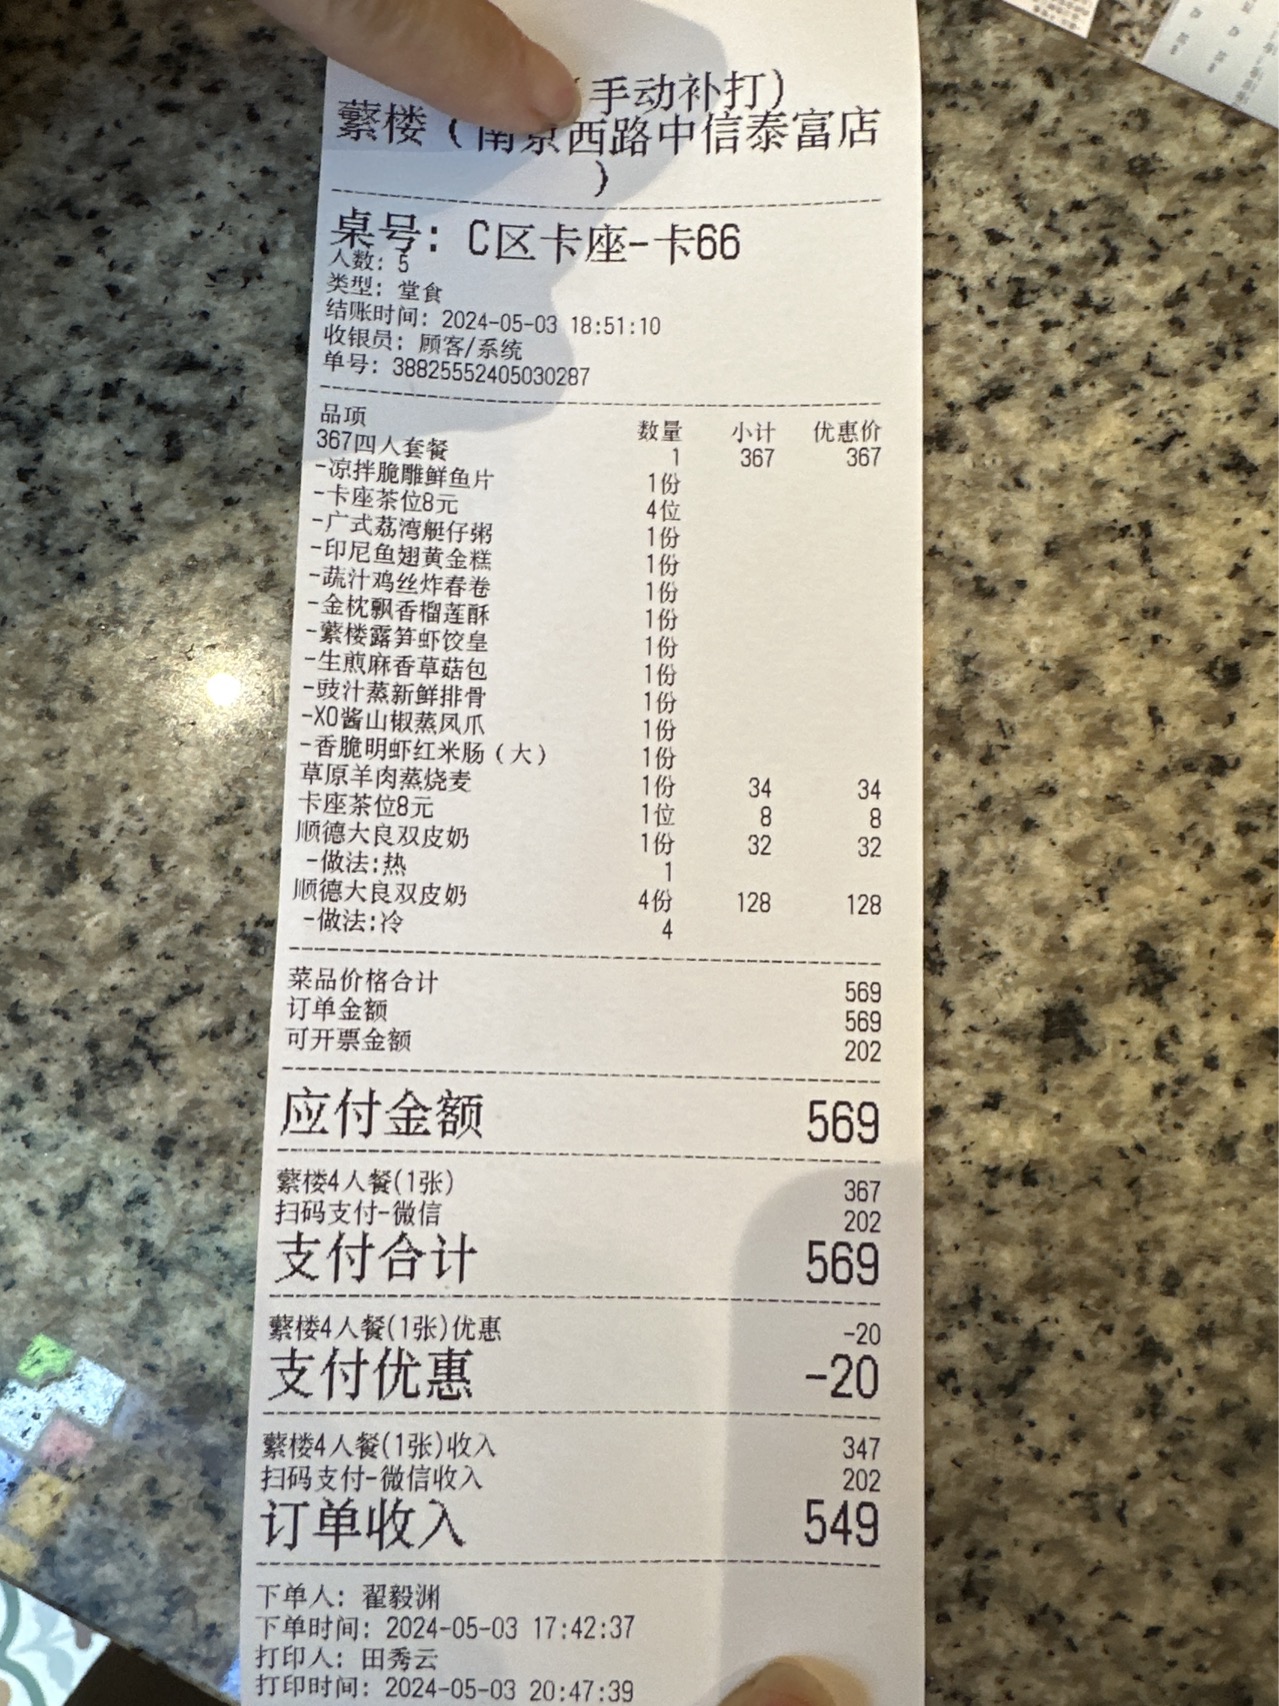 （手动补打）
蘩楼（南京西路中信泰富店
）
桌号：C区卡座-卡66
人数：5
类型：堂食
结账时间：2024-05-03 18:51:10
收银员：顾客/系统
单号：38825552405030287
品项 数量 小计 优惠价
367四人套餐 1 367 367
-凉拌脆雕鲜鱼片 1份
-卡座茶位8元 4位
-广式荔湾艇仔粥 1份
-印尼鱼翅黄金糕 1份
-蔬汁鸡丝炸春卷 1份
-金枕飘香榴莲酥 1份
-蘩楼露笋虾饺皇 1份
-生煎麻香草菇包 1份
-豉汁蒸新鲜排骨 1份
-XO酱山椒蒸凤爪 1份
-香脆明虾红米肠（大） 1份
草原羊肉蒸烧麦 1份 34 34
卡座茶位8元 1位 8 8
顺德大良双皮奶 1份 32 32
-做法:热 1
顺德大良双皮奶 4份 128 128
-做法:冷 4
菜品价格合计 569
订单金额 569
可开票金额 202
应付金额 569
蘩楼4人餐(1张) 367
扫码支付-微信 202
支付合计 569
蘩楼4人餐(1张)优惠 -20
支付优惠 -20
蘩楼4人餐(1张)收入 347
扫码支付-微信收入 202
订单收入 549
下单人：翟毅渊
下单时间：2024-05-03 17:42:37
打印人：田秀云
打印时间：2024-05-03 20:47:39